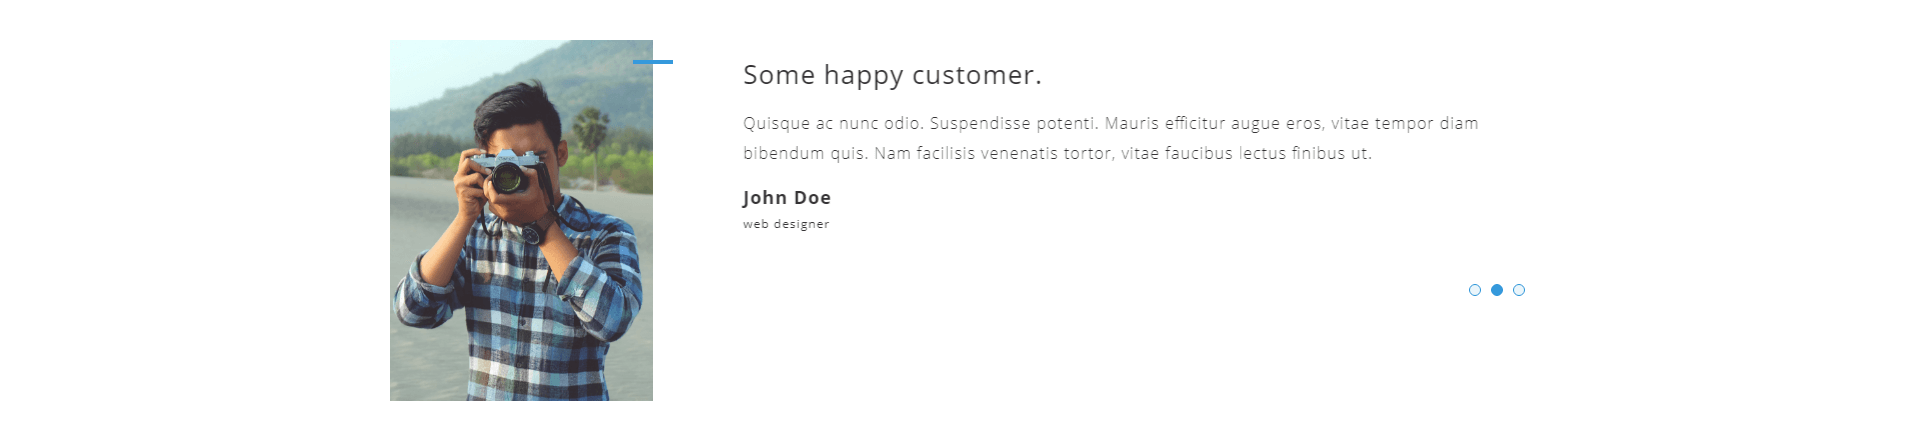 Some happy customer.
Quisque ac nunc odio. Suspendisse potenti. Mauris efficitur augue eros, vitae tempor diam
bibendum quis. Nam facilisis venenatis tortor, vitae faucibus lectus finibus ut.
John Doe
web designer